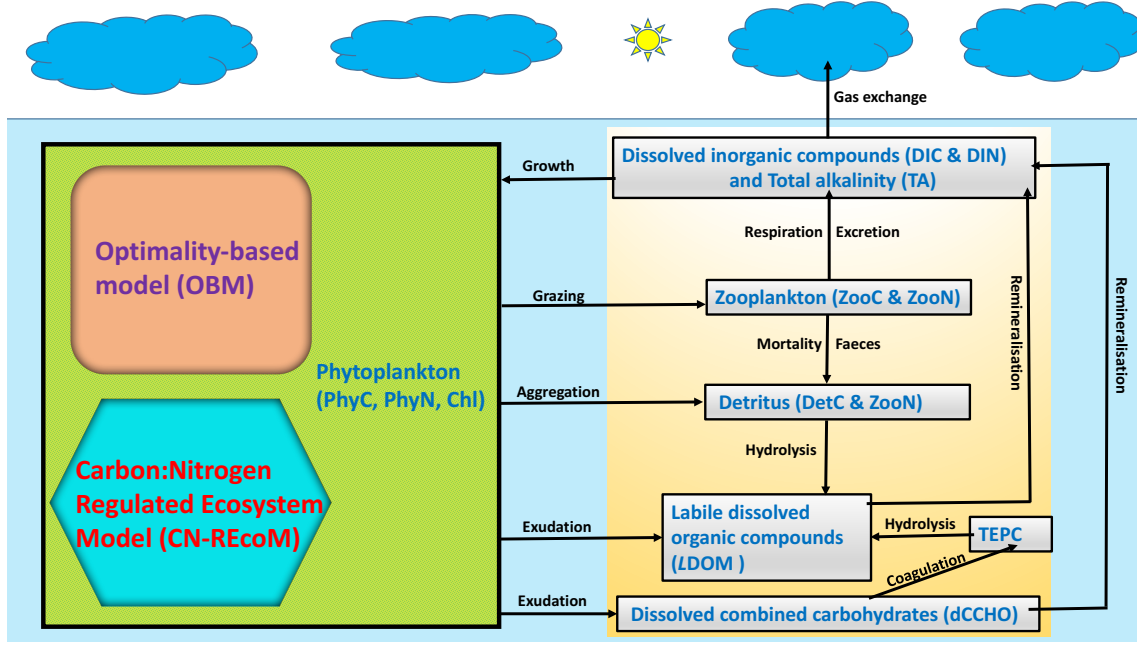 Gas exchange
Dissolved inorganic compounds (DIC & DIN)
and Total alkalinity (TA)
Growth
Respiration
Excretion
Optimality-based
model (OBM)
Grazing
Zooplankton (ZooC & ZooN)
Remineralisation
Remineralisation
Mortality
Faeces
Phytoplankton
(PhyC, PhyN, Chl)
Aggregation
Detritus (DetC & ZooN)
Hydrolysis
Carbon:Nitrogen
Regulated Ecosystem
Model (CN-REcoM)
Exudation
Labile dissolved
organic compounds
(LDOM )
Hydrolysis
TEPC
Coagulation
Exudation
Dissolved combined carbohydrates (dCCHO)